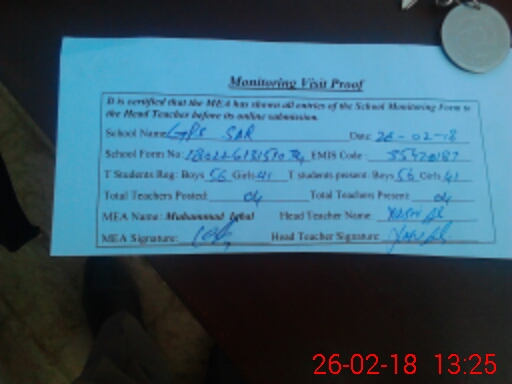 Monitoring Visit Proof
It is certified that the MEA has shown all entries of the School Monitoring Form to
the Head Teacher before its online submission.
School Name GPS SAR Date: 26-02-18
School Form No: EMIS Code:
T Students Reg: Boys 56 Girls 41 T students present: Boys 56 Girls 41
Total Teachers Posted: 04 Total Teachers Present: 04
MEA Name: Muhammad Iqbal Head Teacher Name:
MEA Signature: Head Teacher Signature:
26-02-18 13:25